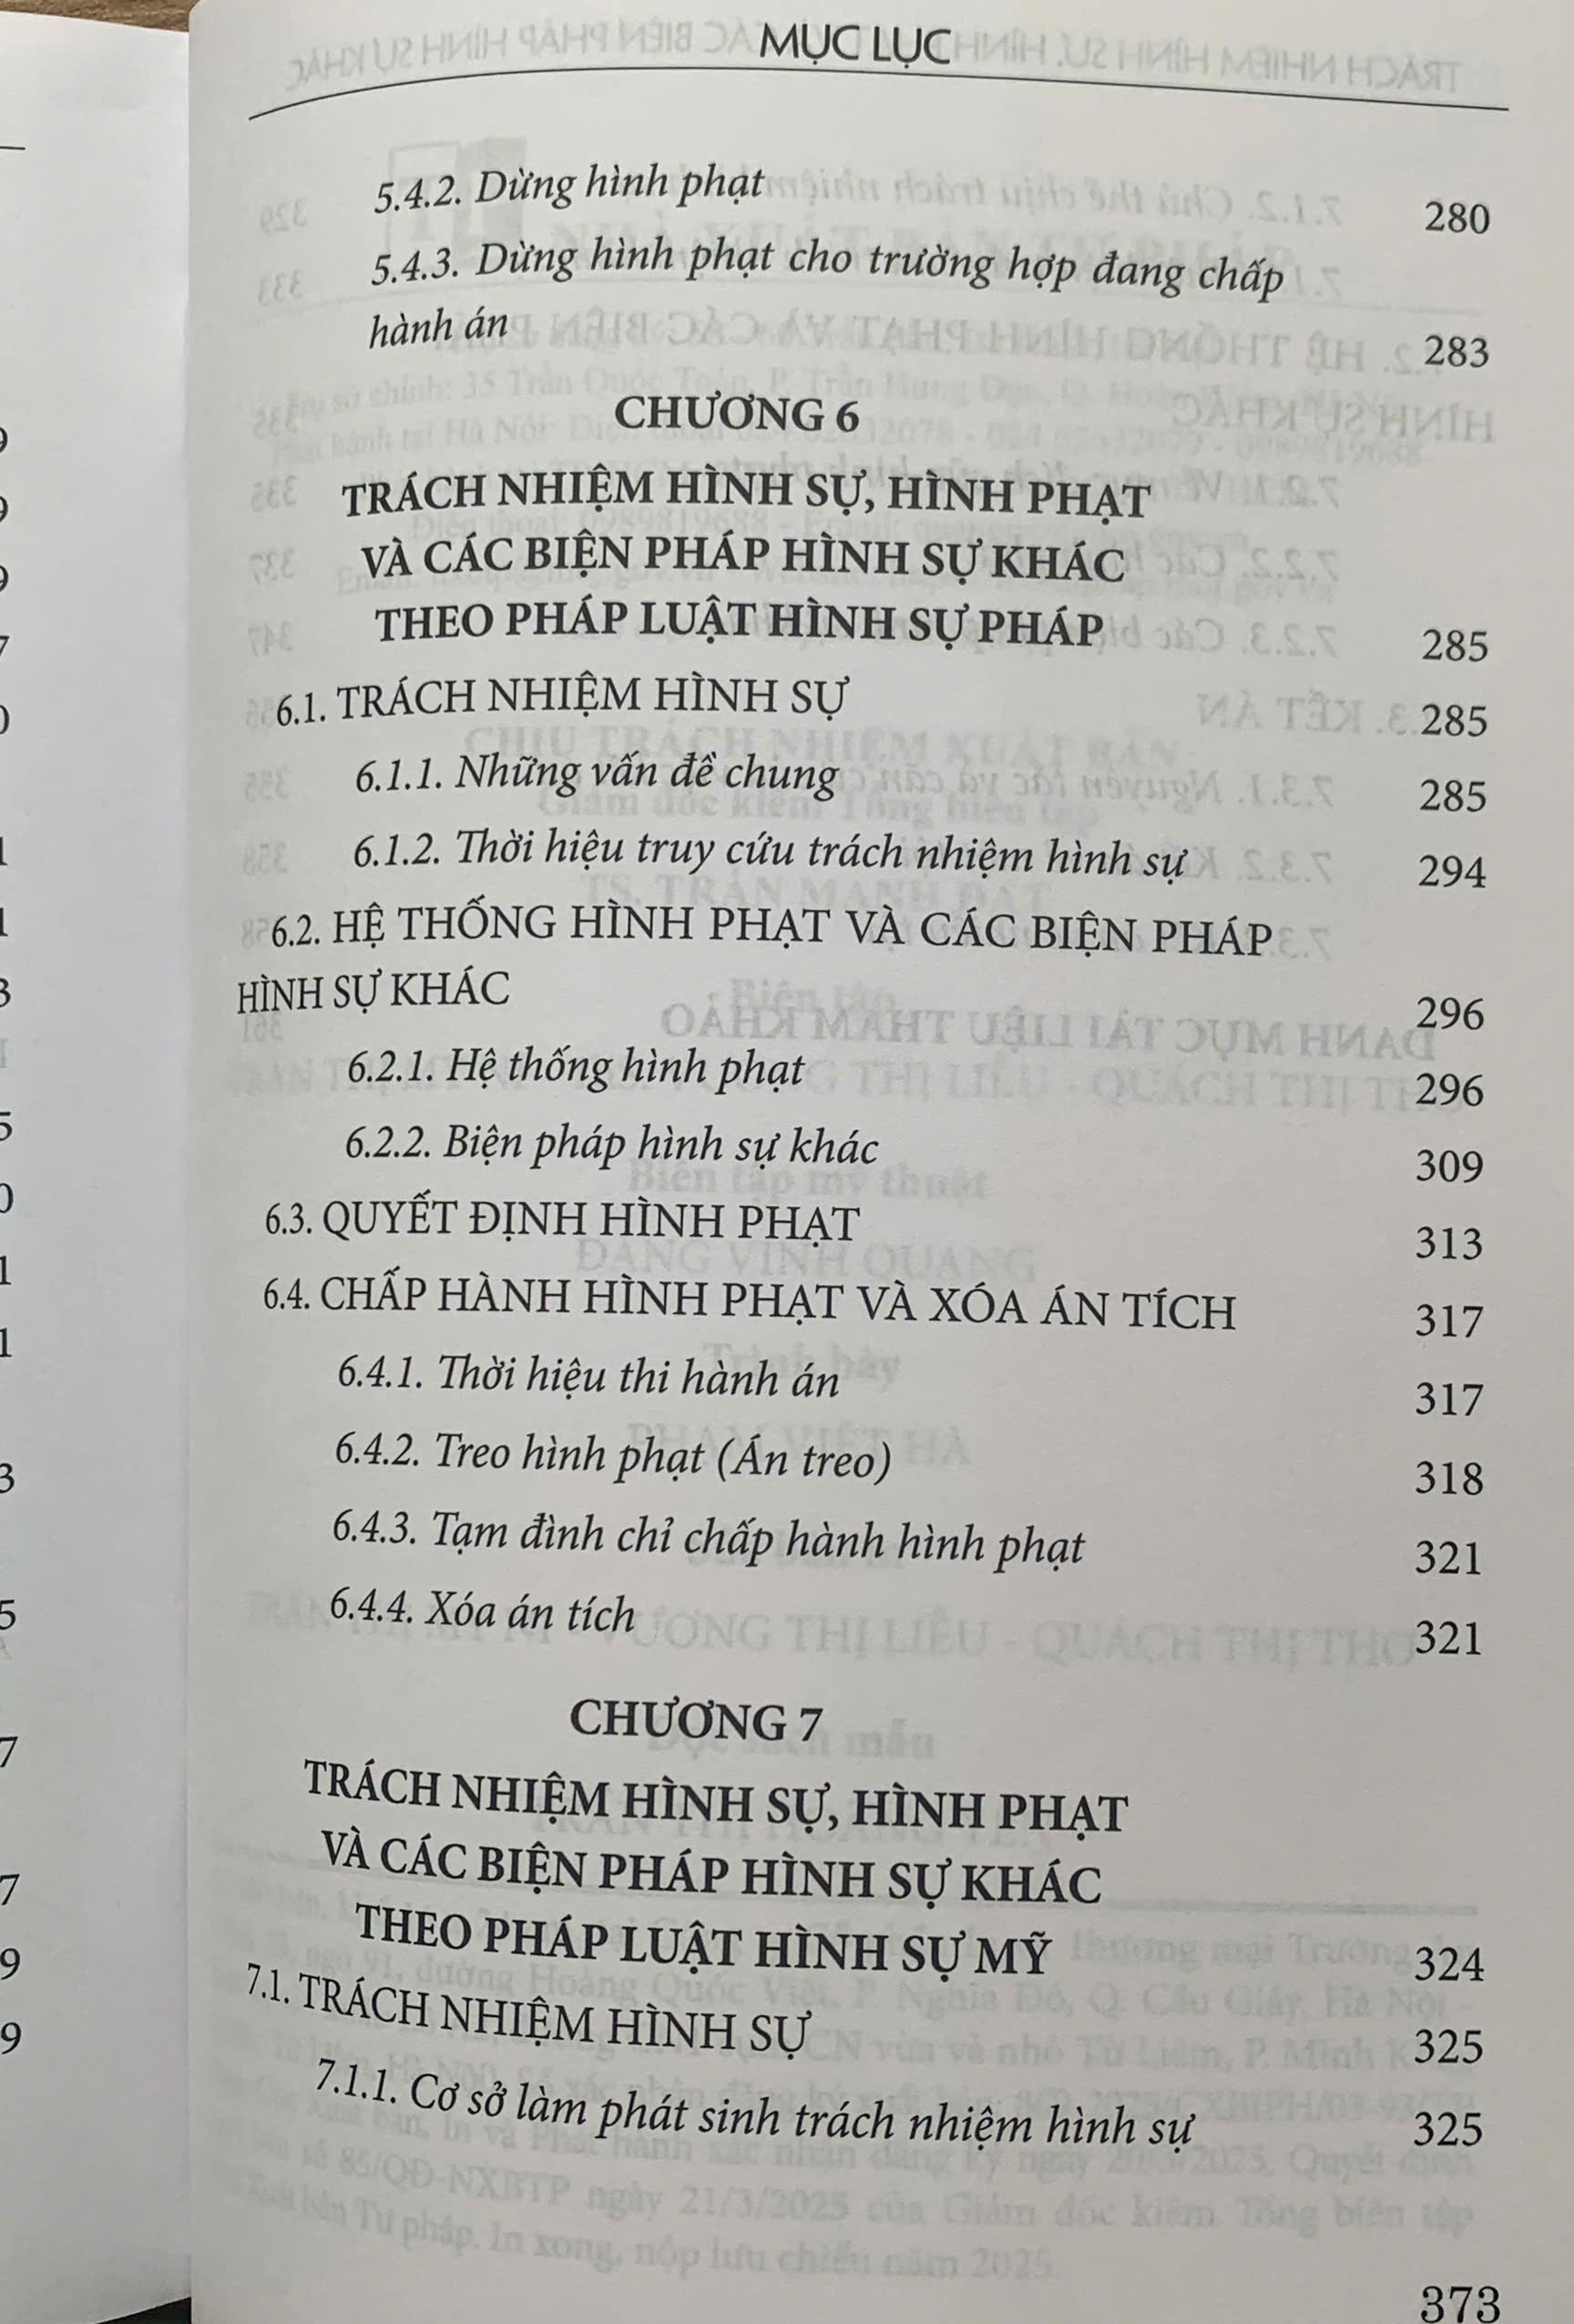 MỤC LỤC
5.4.2. Dừng hình phạt 280
5.4.3. Dừng hình phạt cho trường hợp đang chấp
hành án 283
CHƯƠNG 6
TRÁCH NHIỆM HÌNH SỰ, HÌNH PHẠT
VÀ CÁC BIỆN PHÁP HÌNH SỰ KHÁC
THEO PHÁP LUẬT HÌNH SỰ PHÁP 285
6.1. TRÁCH NHIỆM HÌNH SỰ 285
6.1.1. Những vấn đề chung 285
6.1.2. Thời hiệu truy cứu trách nhiệm hình sự 294
6.2. HỆ THỐNG HÌNH PHẠT VÀ CÁC BIỆN PHÁP
HÌNH SỰ KHÁC 296
6.2.1. Hệ thống hình phạt 296
6.2.2. Biện pháp hình sự khác 309
6.3. QUYẾT ĐỊNH HÌNH PHẠT 313
6.4. CHẤP HÀNH HÌNH PHẠT VÀ XÓA ÁN TÍCH 317
6.4.1. Thời hiệu thi hành án 317
6.4.2. Treo hình phạt (Án treo) 318
6.4.3. Tạm đình chỉ chấp hành hình phạt 321
6.4.4. Xóa án tích 321
CHƯƠNG 7
TRÁCH NHIỆM HÌNH SỰ, HÌNH PHẠT
VÀ CÁC BIỆN PHÁP HÌNH SỰ KHÁC
THEO PHÁP LUẬT HÌNH SỰ MỸ 324
7.1. TRÁCH NHIỆM HÌNH SỰ 325
7.1.1. Cơ sở làm phát sinh trách nhiệm hình sự 325
373